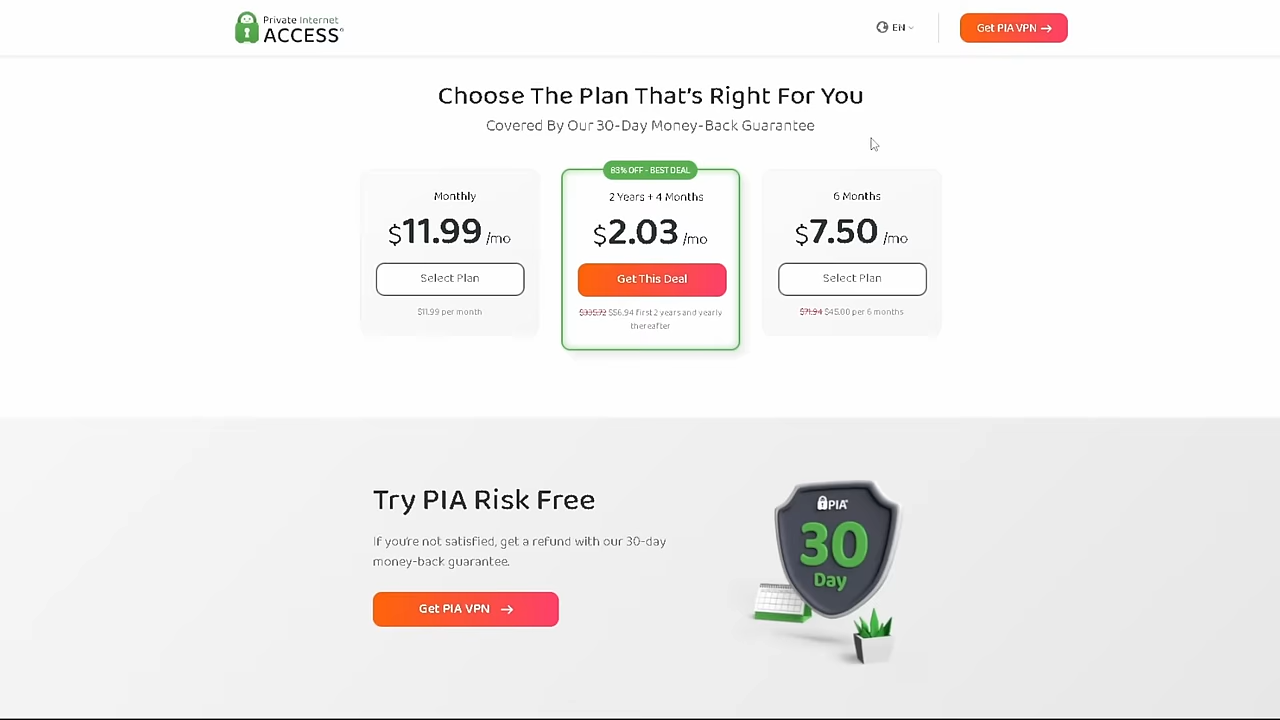 Private Internet
ACCESS®
EN
Get PIA VPN →
Choose The Plan That's Right For You
Covered By Our 30-Day Money-Back Guarantee
Monthly
$11.99 /mo
Select Plan
$11.99 per month
83% OFF - BEST DEAL
2 Years + 4 Months
$2.03 /mo
Get This Deal
$335.72 $56.94 first 2 years and yearly
thereafter
6 Months
$7.50 /mo
Select Plan
$71.94 $45.00 per 6 months
Try PIA Risk Free
If you're not satisfied, get a refund with our 30-day
money-back guarantee.
Get PIA VPN →
PIA
30
Day